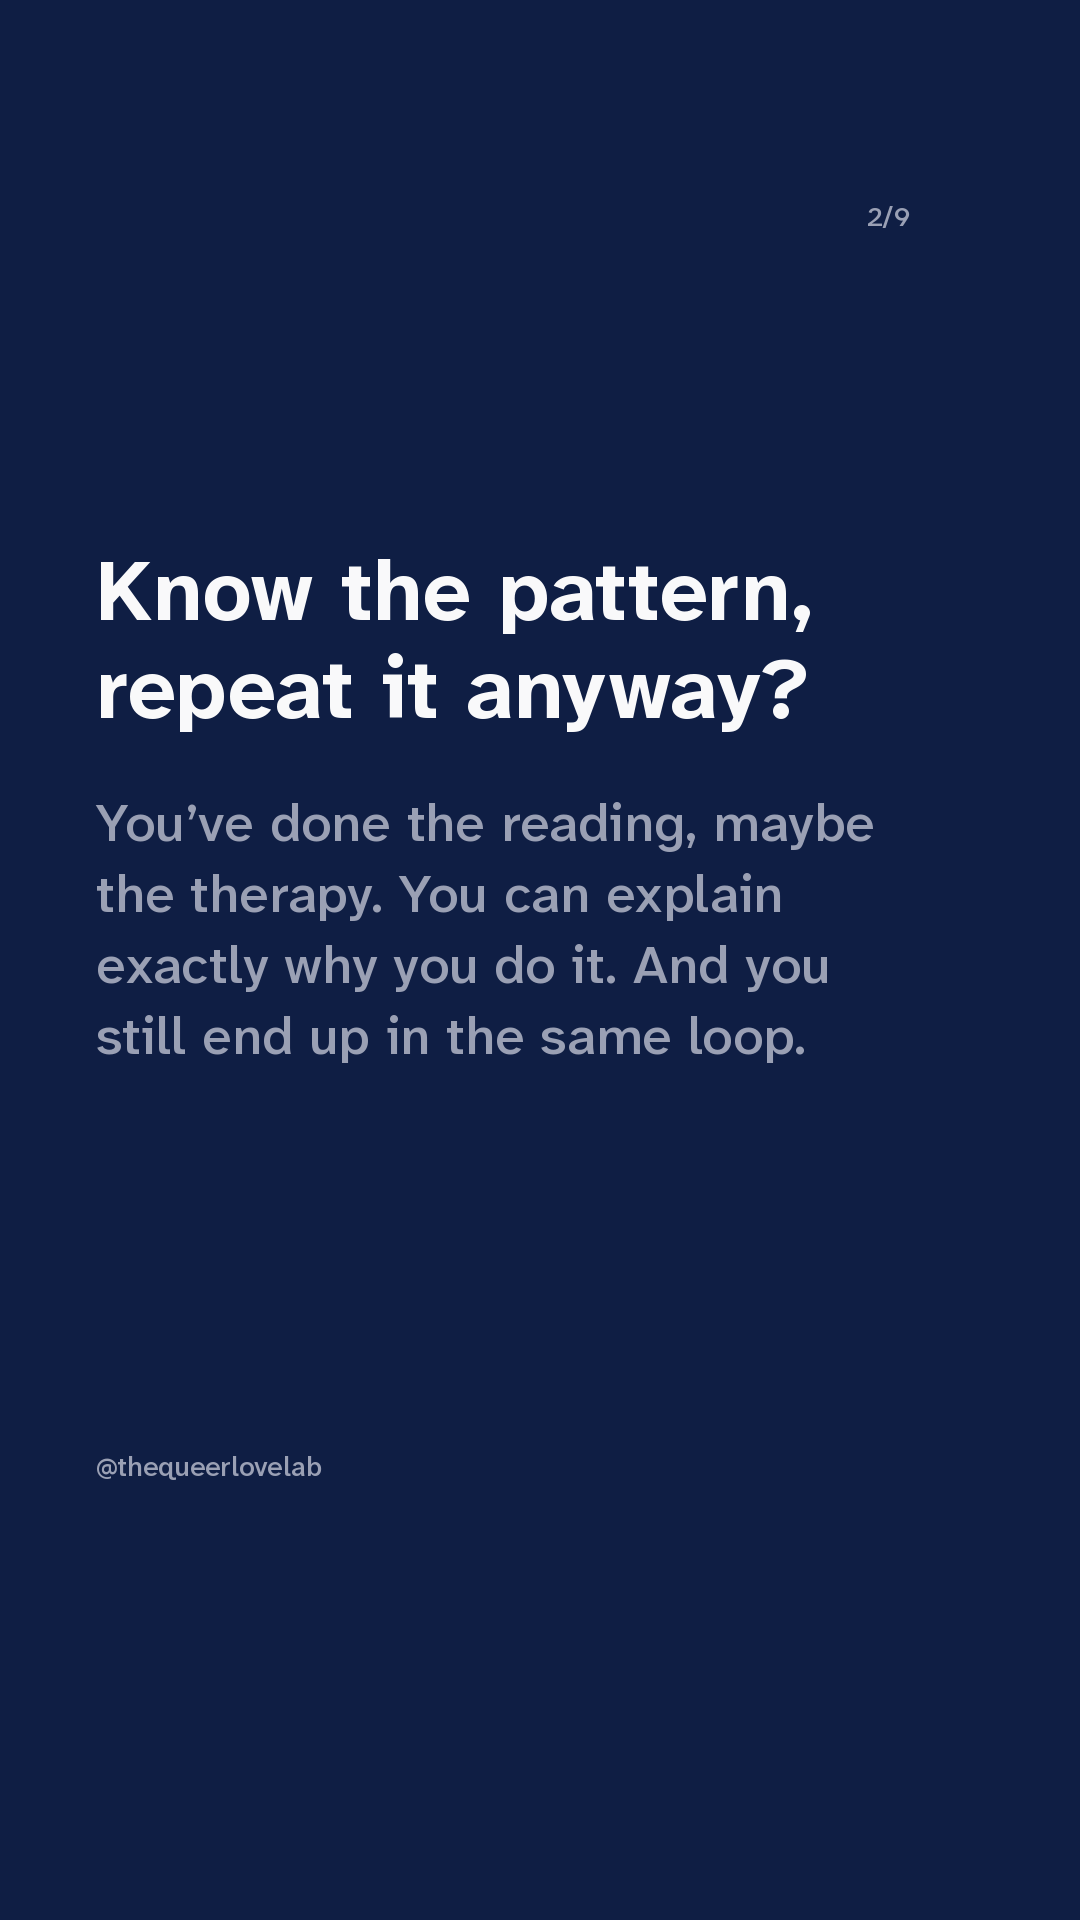 2/9
Know the pattern,
repeat it anyway?
You’ve done the reading, maybe
the therapy. You can explain
exactly why you do it. And you
still end up in the same loop.
@thequeerlovelab